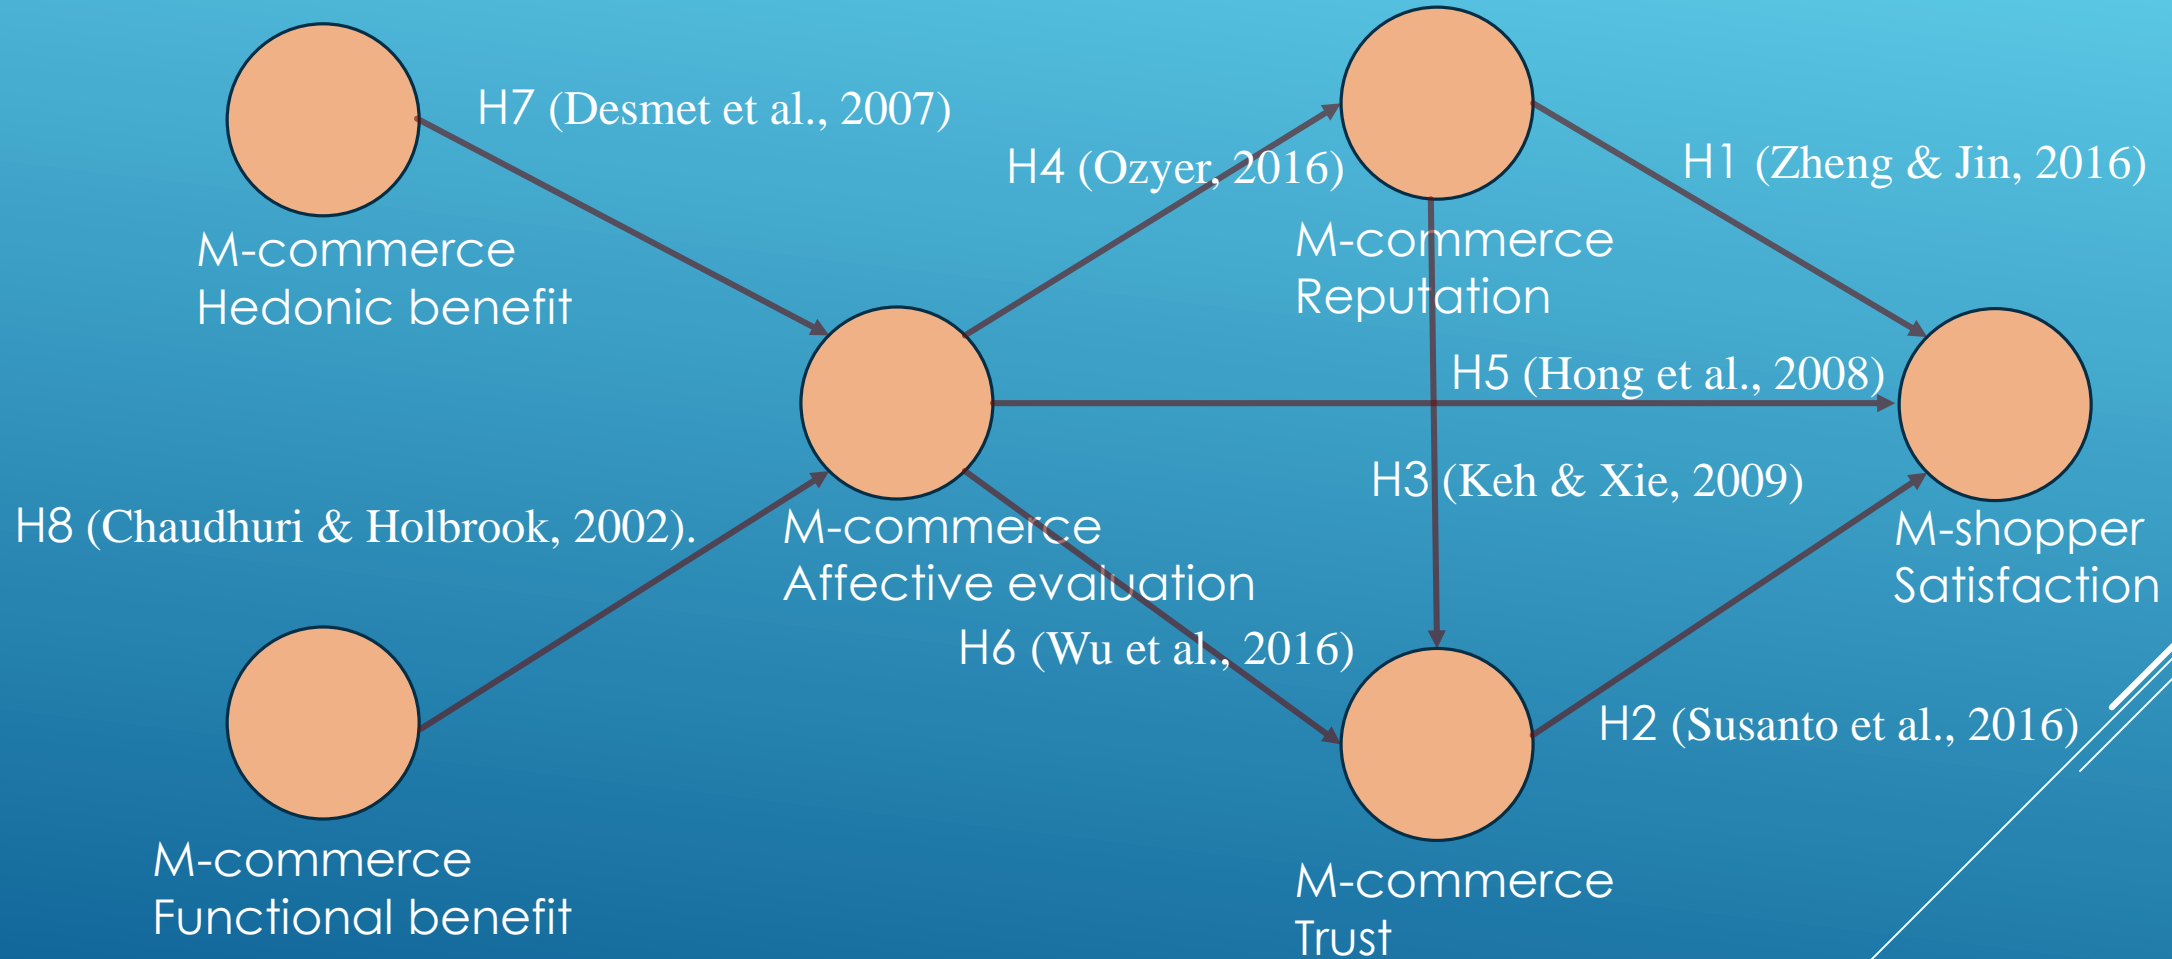 H7 (Desmet et al., 2007)
H4 (Ozyer, 2016)
H1 (Zheng & Jin, 2016)
M-commerce
Hedonic benefit
M-commerce
Reputation
H5 (Hong et al., 2008)
H3 (Keh & Xie, 2009)
H8 (Chaudhuri & Holbrook, 2002).
M-commerce
Affective evaluation
M-shopper
Satisfaction
H6 (Wu et al., 2016)
H2 (Susanto et al., 2016)
M-commerce
Functional benefit
M-commerce
Trust